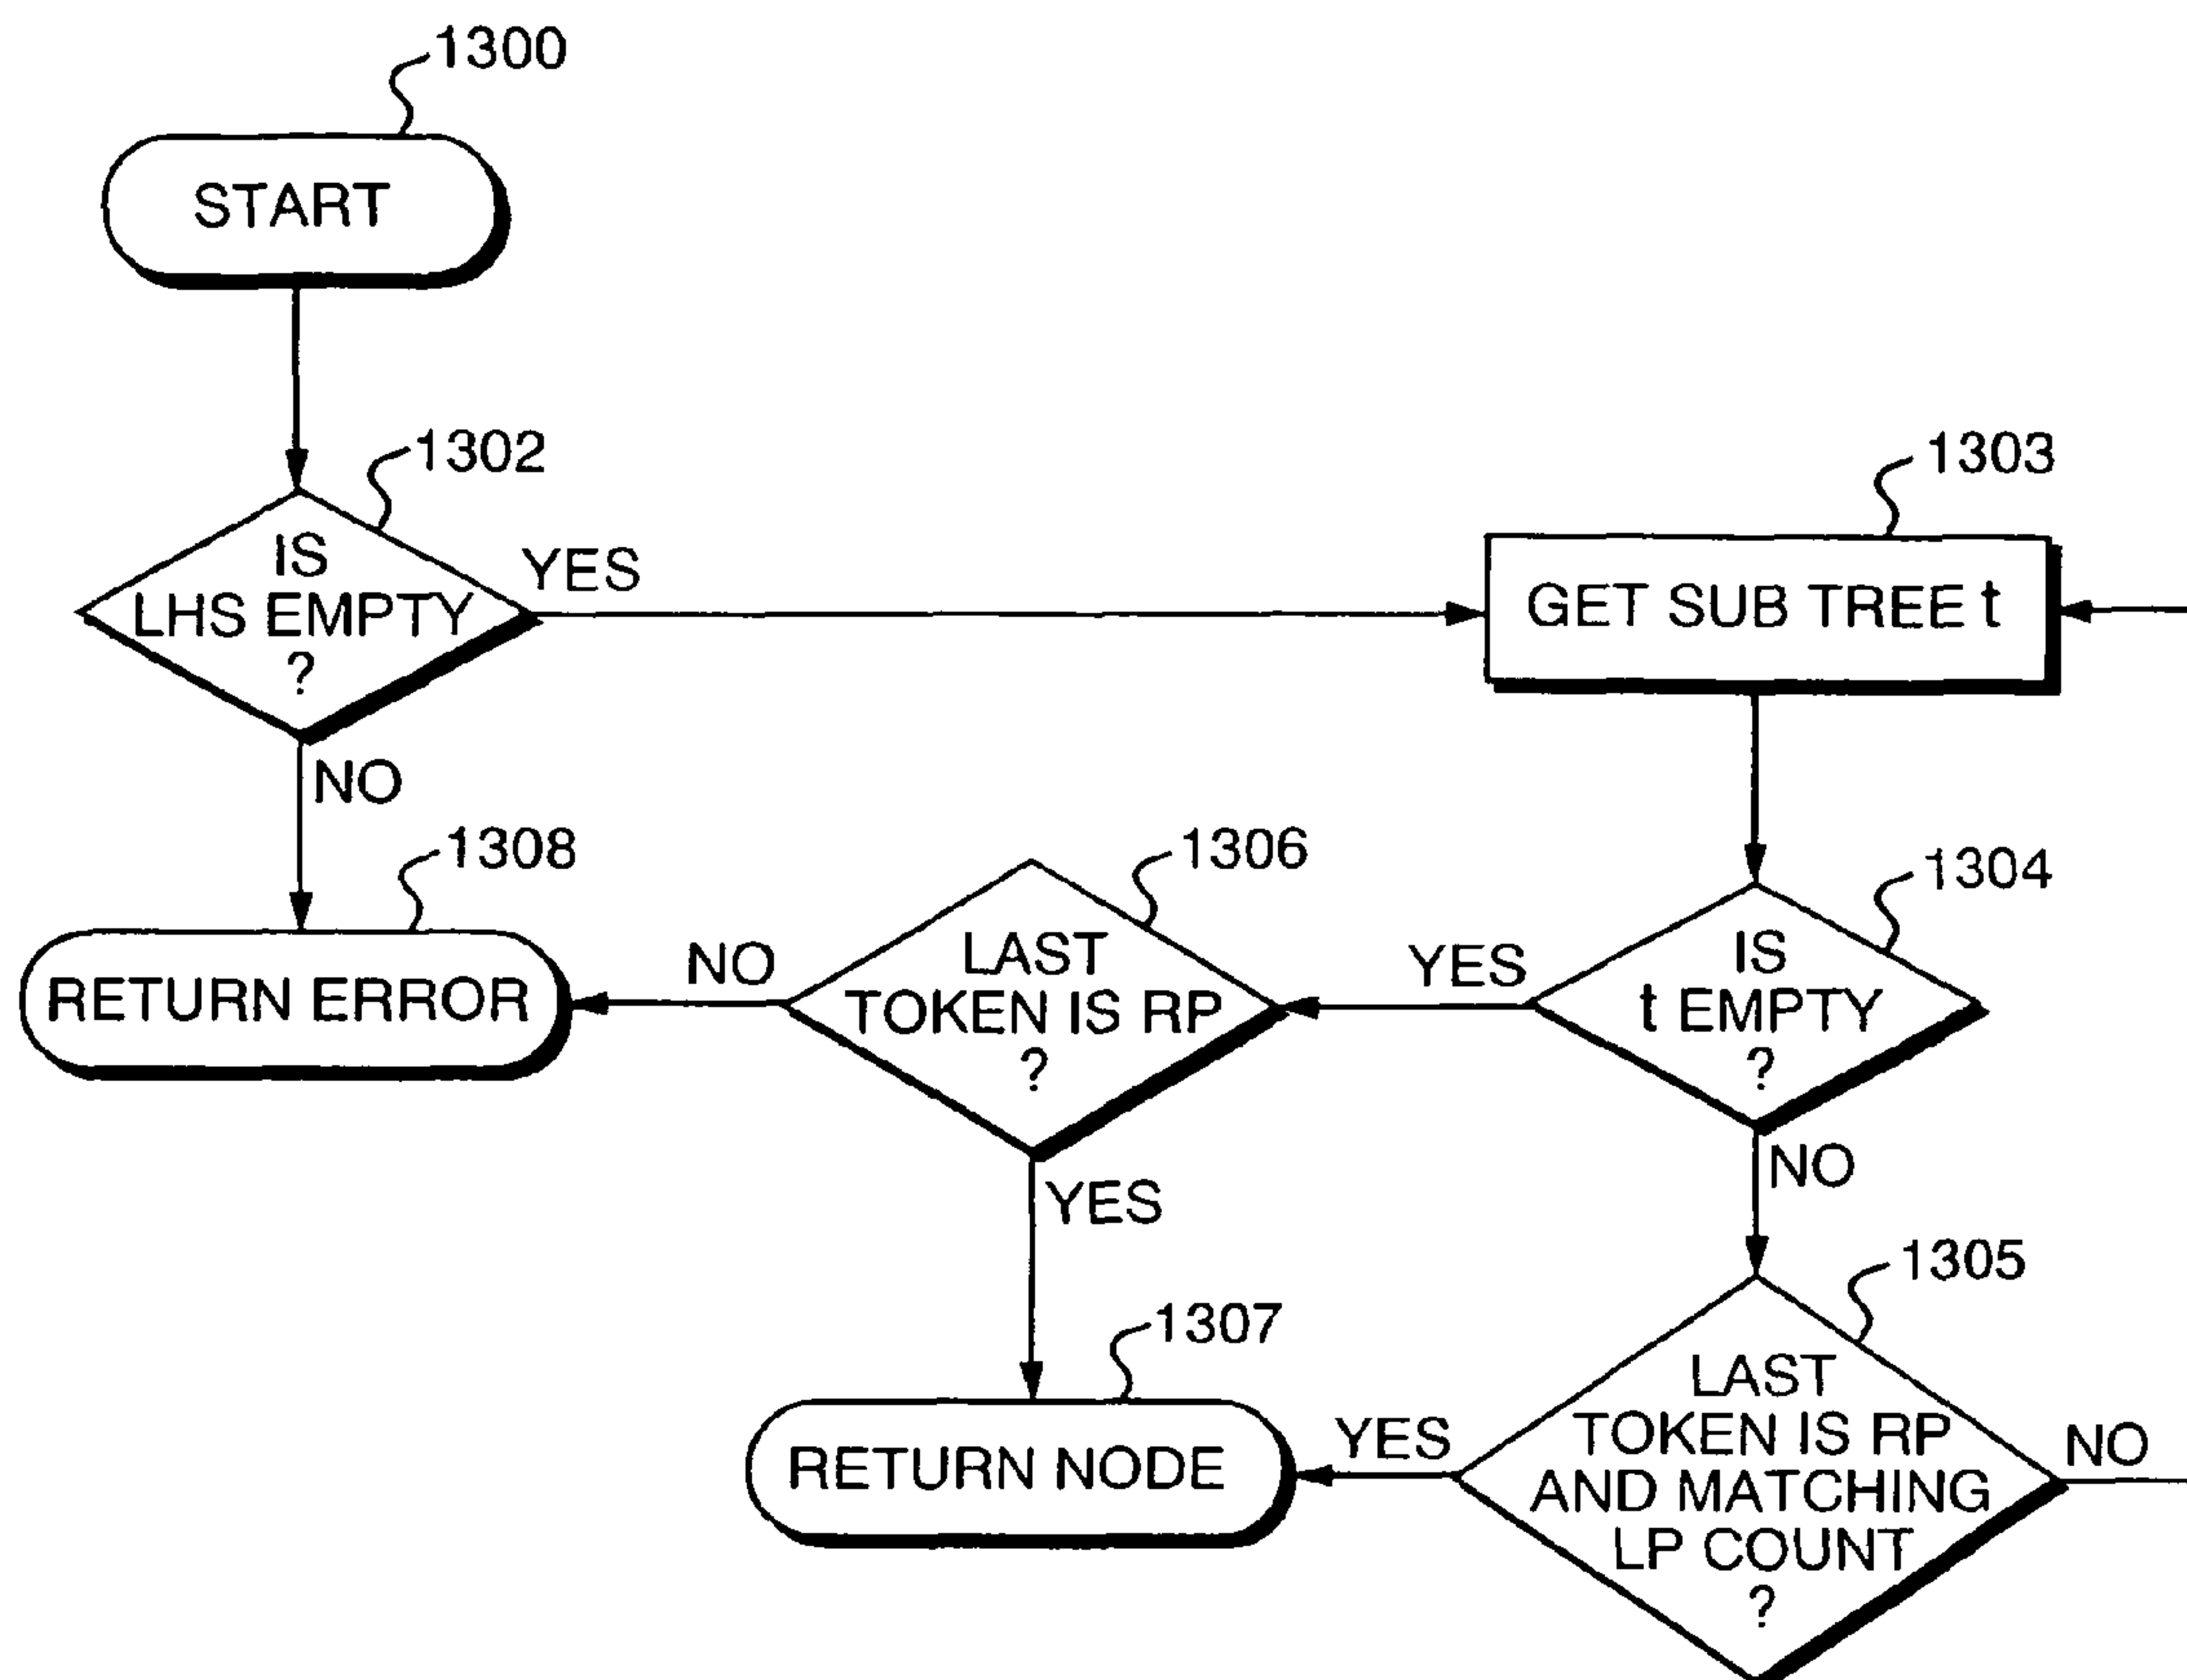 1300
START
1302
IS
LHS EMPTY
?
YES
NO
1303
GET SUB TREE t
1308
RETURN ERROR
1306
LAST
TOKEN IS RP
?
NO
YES
1304
IS
t EMPTY
?
YES
NO
1307
RETURN NODE
1305
LAST
TOKEN IS RP
AND MATCHING
LP COUNT
?
YES
NO